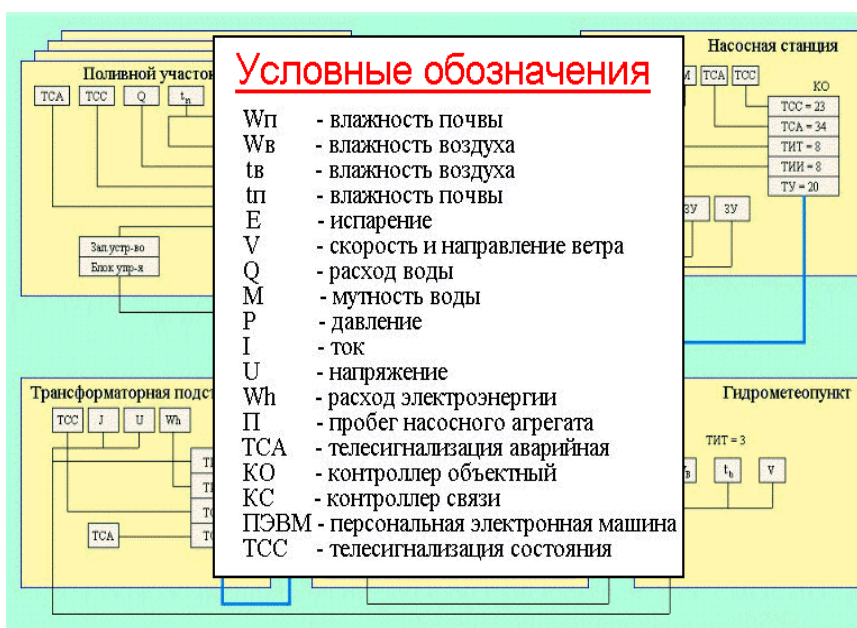 Поливной участок
ТСА ТСС Q tп
Зап.устр-во
Блок упр-я
Насосная станция
ТСА ТСС
КО
ТСС = 23
ТСА = 34
ТИТ = 8
ТИИ = 8
ТУ = 20
ЗУ ЗУ
Условные обозначения
Wп - влажность почвы
Wв - влажность воздуха
tв - влажность воздуха
tп - влажность почвы
E - испарение
V - скорость и направление ветра
Q - расход воды
M - мутность воды
P - давление
I - ток
U - напряжение
Wh - расход электроэнергии
П - пробег насосного агрегата
ТСА - телесигнализация аварийная
КО - контроллер объектный
КС - контроллер связи
ПЭВМ - персональная электронная машина
ТСС - телесигнализация состояния
Трансформаторная
ТСС J U Wh
ТСА
Гидрометеопункт
ТИТ = 3
V